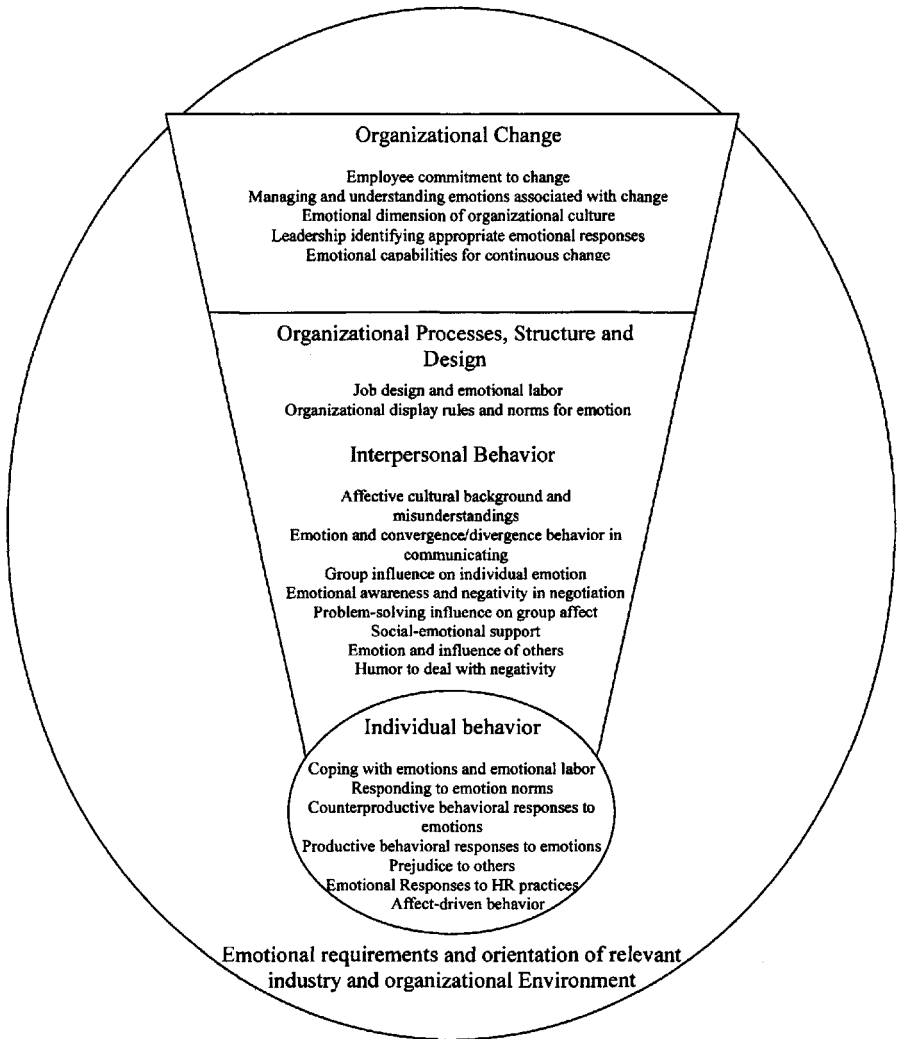 Organizational Change
Employee commitment to change
Managing and understanding emotions associated with change
Emotional dimension of organizational culture
Leadership identifying appropriate emotional responses
Emotional capabilities for continuous change
Organizational Processes, Structure and
Design
Job design and emotional labor
Organizational display rules and norms for emotion
Interpersonal Behavior
Affective cultural background and
misunderstandings
Emotion and convergence/divergence behavior in
communicating
Group influence on individual emotion
Emotional awareness and negativity in negotiation
Problem-solving influence on group affect
Social-emotional support
Emotion and influence of others
Humor to deal with negativity
Individual behavior
Coping with emotions and emotional labor
Responding to emotion norms
Counterproductive behavioral responses to
emotions
Productive behavioral responses to emotions
Prejudice to others
Emotional Responses to HR practices
Affect-driven behavior
Emotional requirements and orientation of relevant
industry and organizational Environment